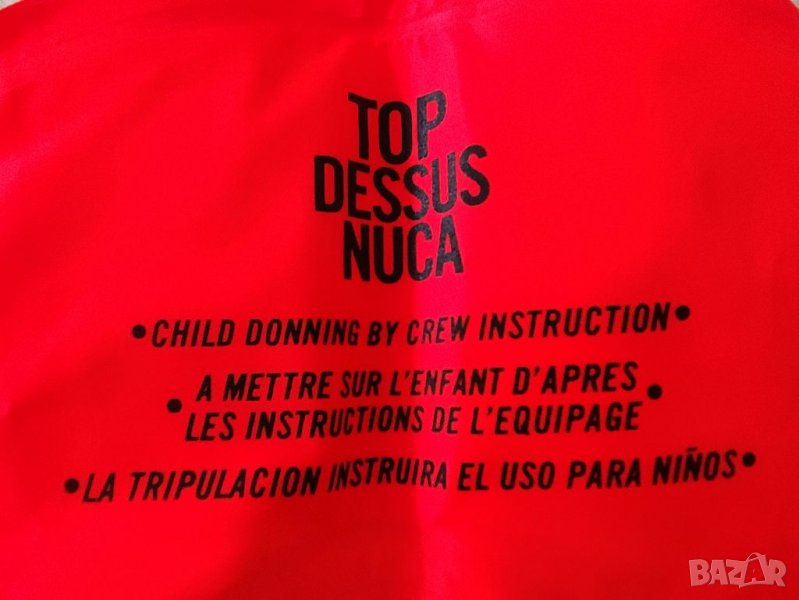 TOP
DESSUS
NUCA
•CHILD DONNING BY CREW INSTRUCTION•
•A METTRE SUR L'ENFANT D'APRES
LES INSTRUCTIONS DE L'EQUIPAGE•
•LA TRIPULACION INSTRUIRA EL USO PARA NIÑOS•
BAZAR